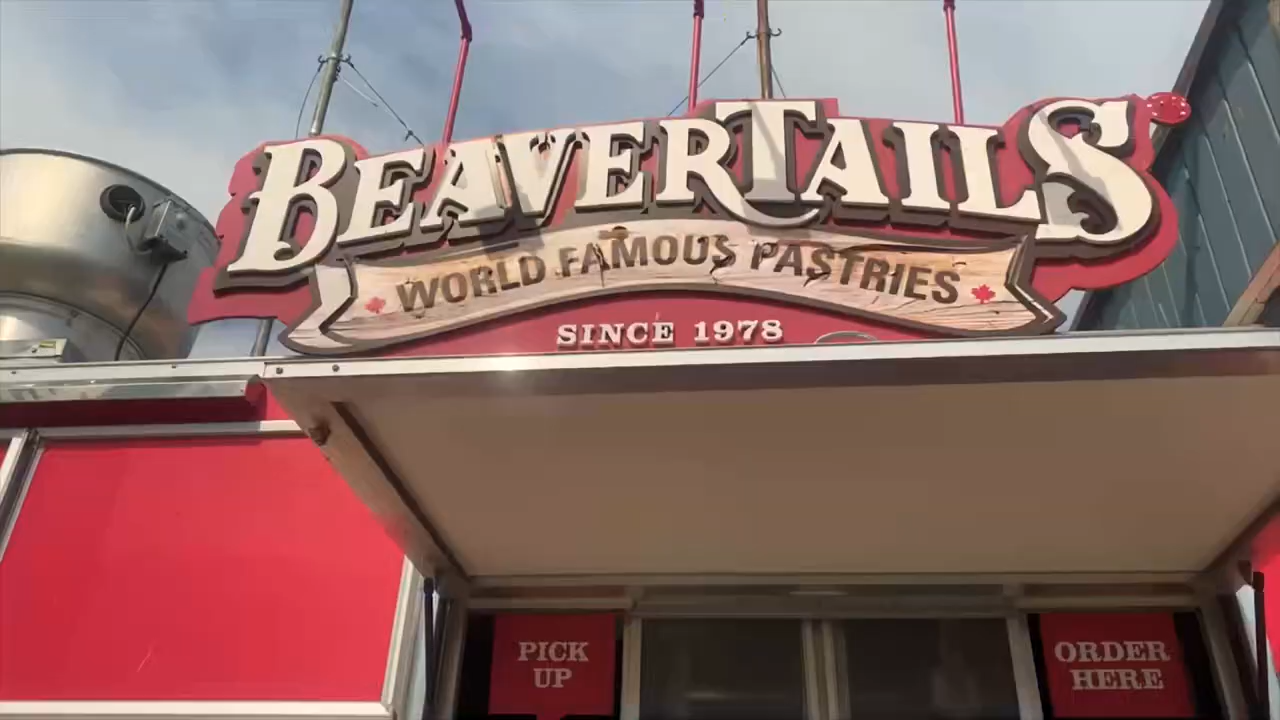 BEAVERTAILS
WORLD FAMOUS PASTRIES
SINCE 1978
PICK
UP
ORDER
HERE